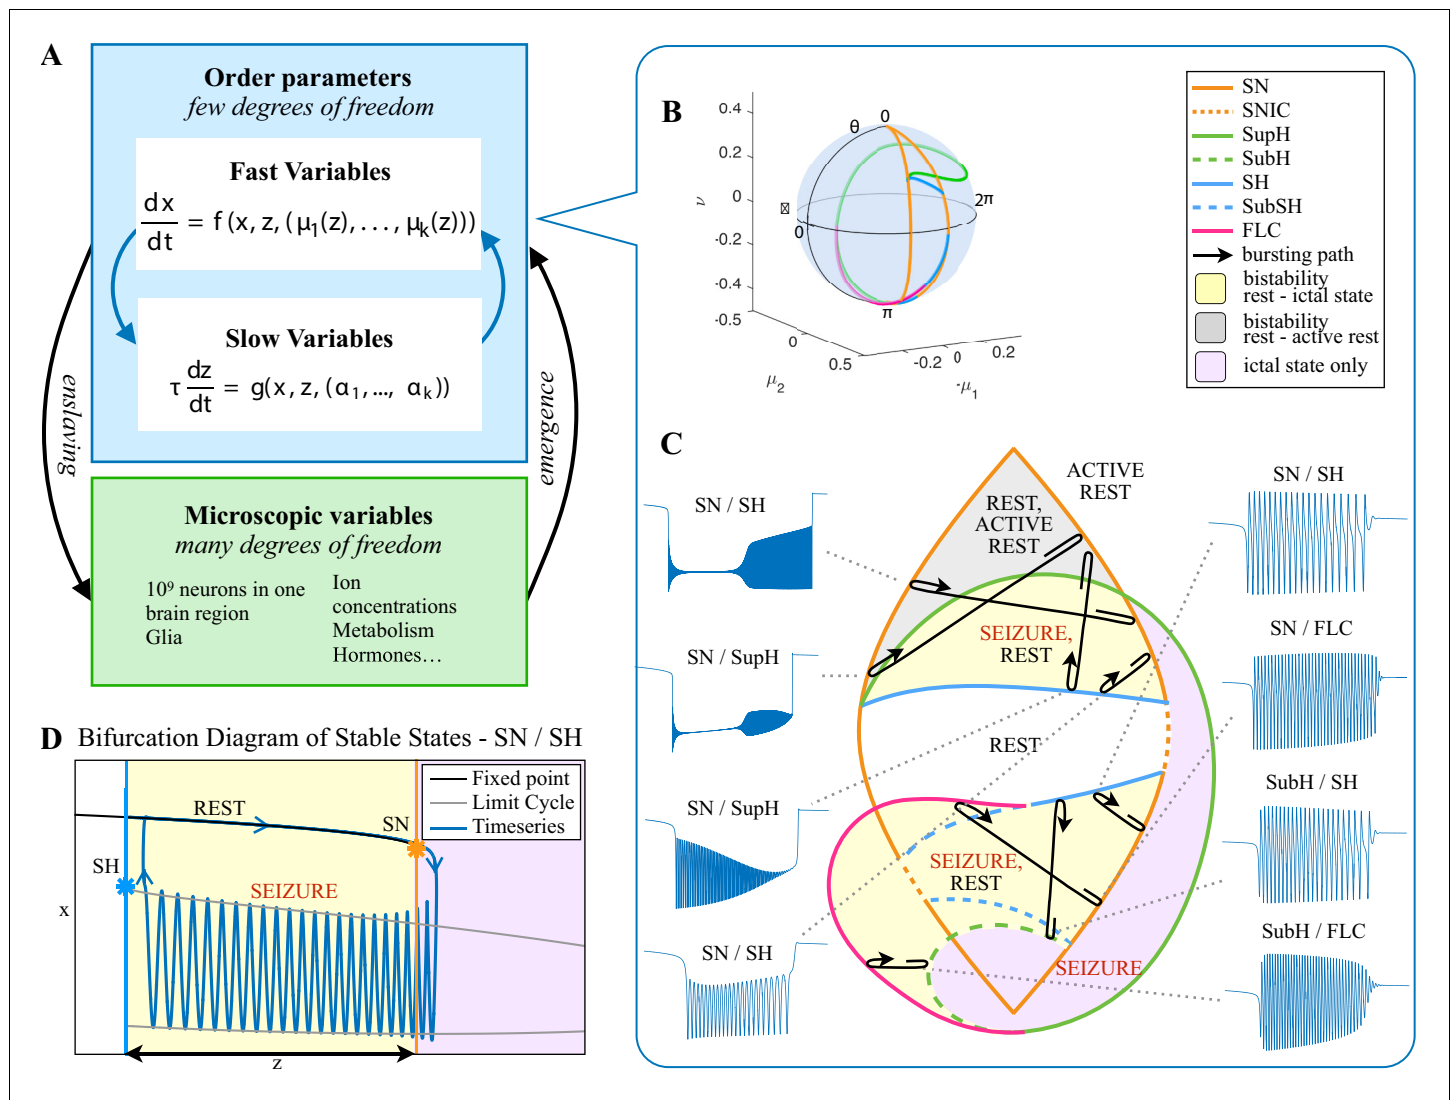 A
Order parameters
few degrees of freedom
Fast Variables
dx/dt = f(x, z, (μ1(z), . . . , μk(z)))
Slow Variables
τ dz/dt = g(x, z, (α1, ..., αk))
enslaving
emergence
Microscopic variables
many degrees of freedom
10⁹ neurons in one
brain region
Glia
Ion
concentrations
Metabolism
Hormones…
B
0.4
0.2
0
-0.2
-0.4
-0.5
0
0.5
-0.2
0
0.2
ν
μ2
-μ1
θ
0
0
2π
π
SN
SNIC
SupH
SubH
SH
SubSH
FLC
bursting path
bistability
rest - ictal state
bistability
rest - active rest
ictal state only
C
SN / SH
SN / SupH
SN / SupH
SN / SH
ACTIVE
REST
REST,
ACTIVE
REST
SEIZURE,
REST
REST
SEIZURE,
REST
SEIZURE
SN / SH
SN / FLC
SubH / SH
SubH / FLC
D Bifurcation Diagram of Stable States - SN / SH
Fixed point
Limit Cycle
Timeseries
REST
SN
SH
SEIZURE
x
z